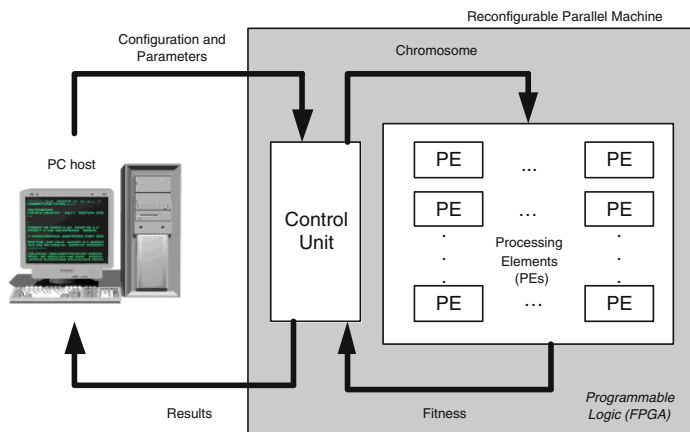 Reconfigurable Parallel Machine
Configuration and
Parameters
Chromosome
PC host
PE ... PE
PE ... PE
Control
Unit
Processing
Elements
(PEs)
PE ... PE
Results
Fitness
Programmable
Logic (FPGA)